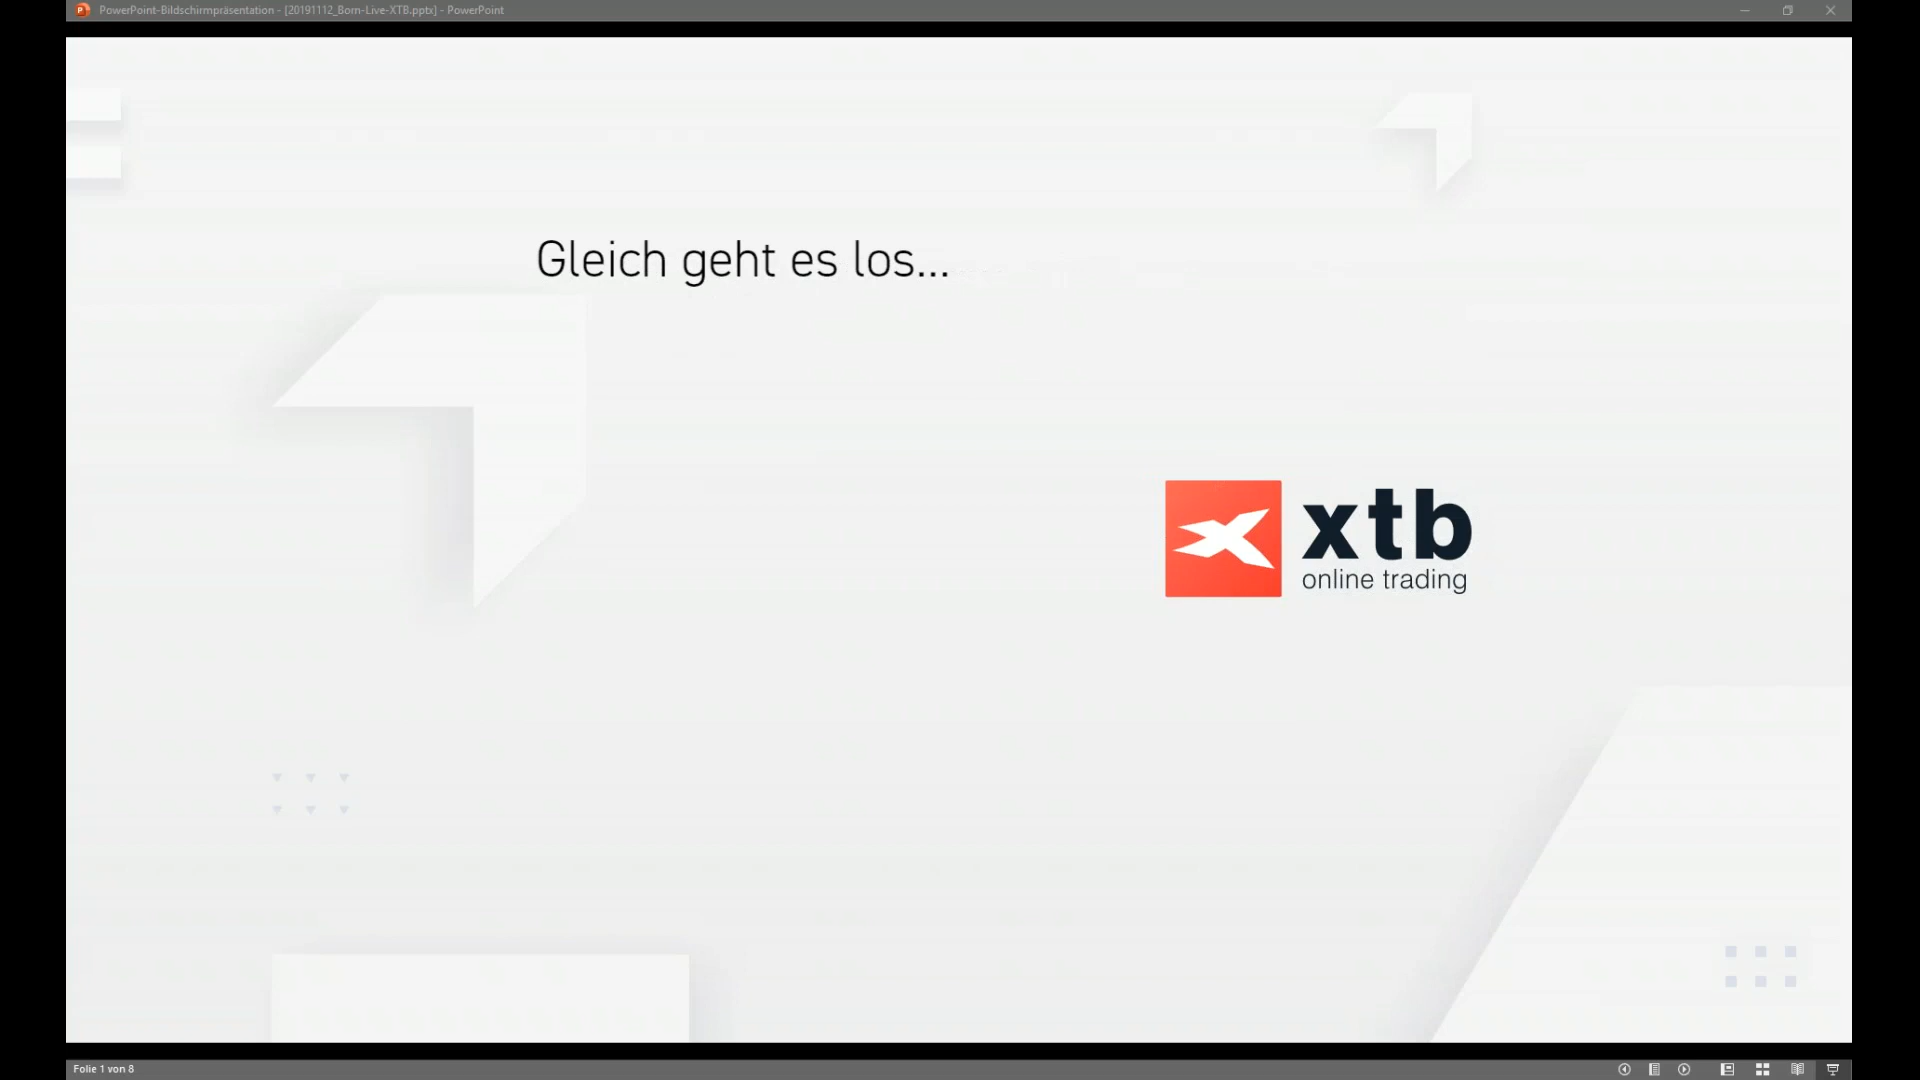 PowerPoint-Bildschirmpräsentation - [20191112_Born-Live-XTB.pptx] - PowerPoint
Gleich geht es los...
xtb
online trading
Folie 1 von 8